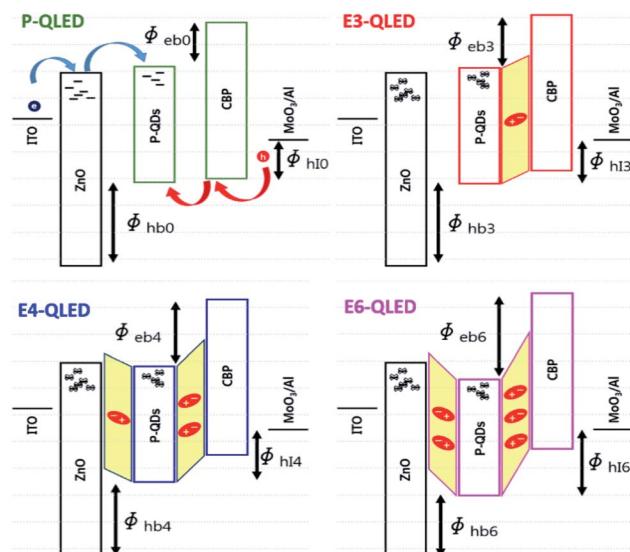 P-QLED
Φ eb0
e
ITO
ZnO
P-QDs
CBP
MoO₃/Al
h
Φ hI0
Φ hb0
E3-QLED
Φ eb3
ITO
ZnO
P-QDs
CBP
MoO₃/Al
Φ hI3
Φ hb3
E4-QLED
Φ eb4
ITO
ZnO
P-QDs
CBP
MoO₃/Al
Φ hI4
Φ hb4
E6-QLED
Φ eb6
ITO
ZnO
P-QDs
CBP
MoO₃/Al
Φ hI6
Φ hb6